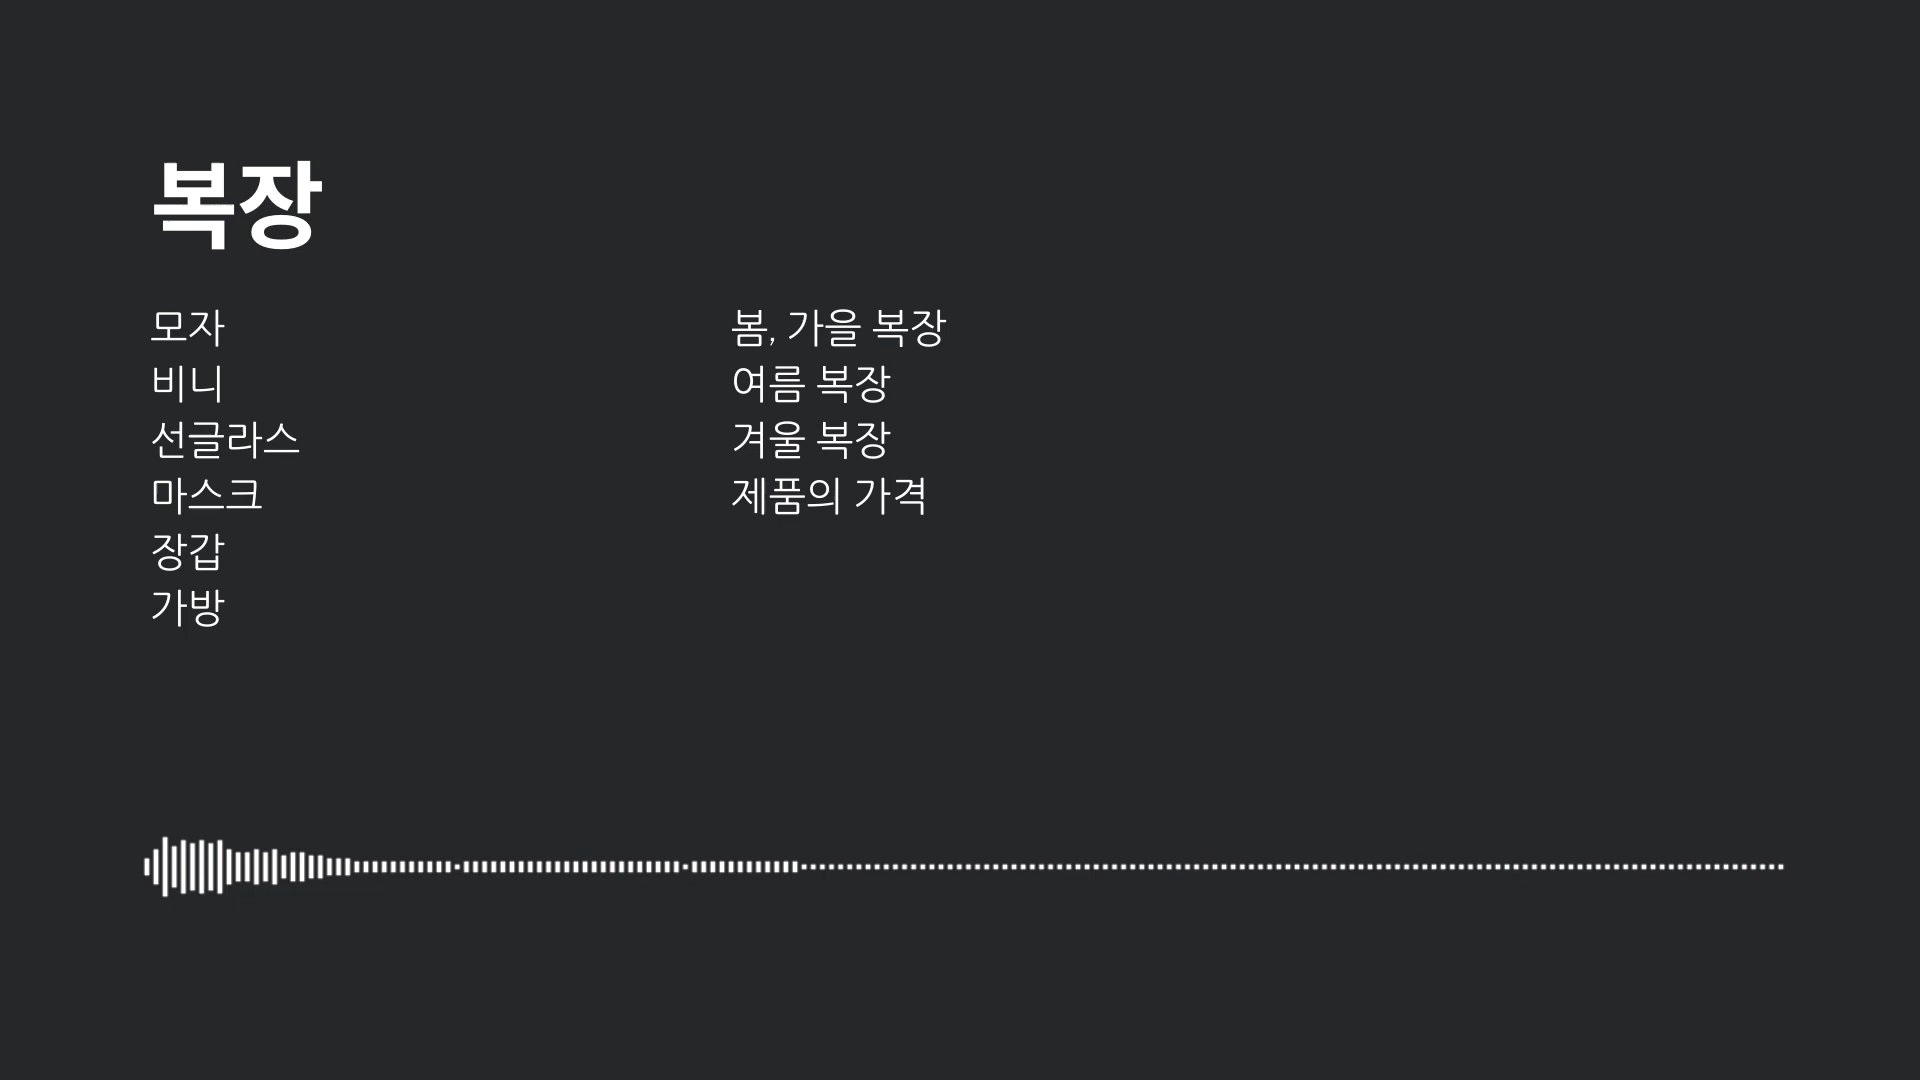 복장
모자
비니
선글라스
마스크
장갑
가방
봄, 가을 복장
여름 복장
겨울 복장
제품의 가격